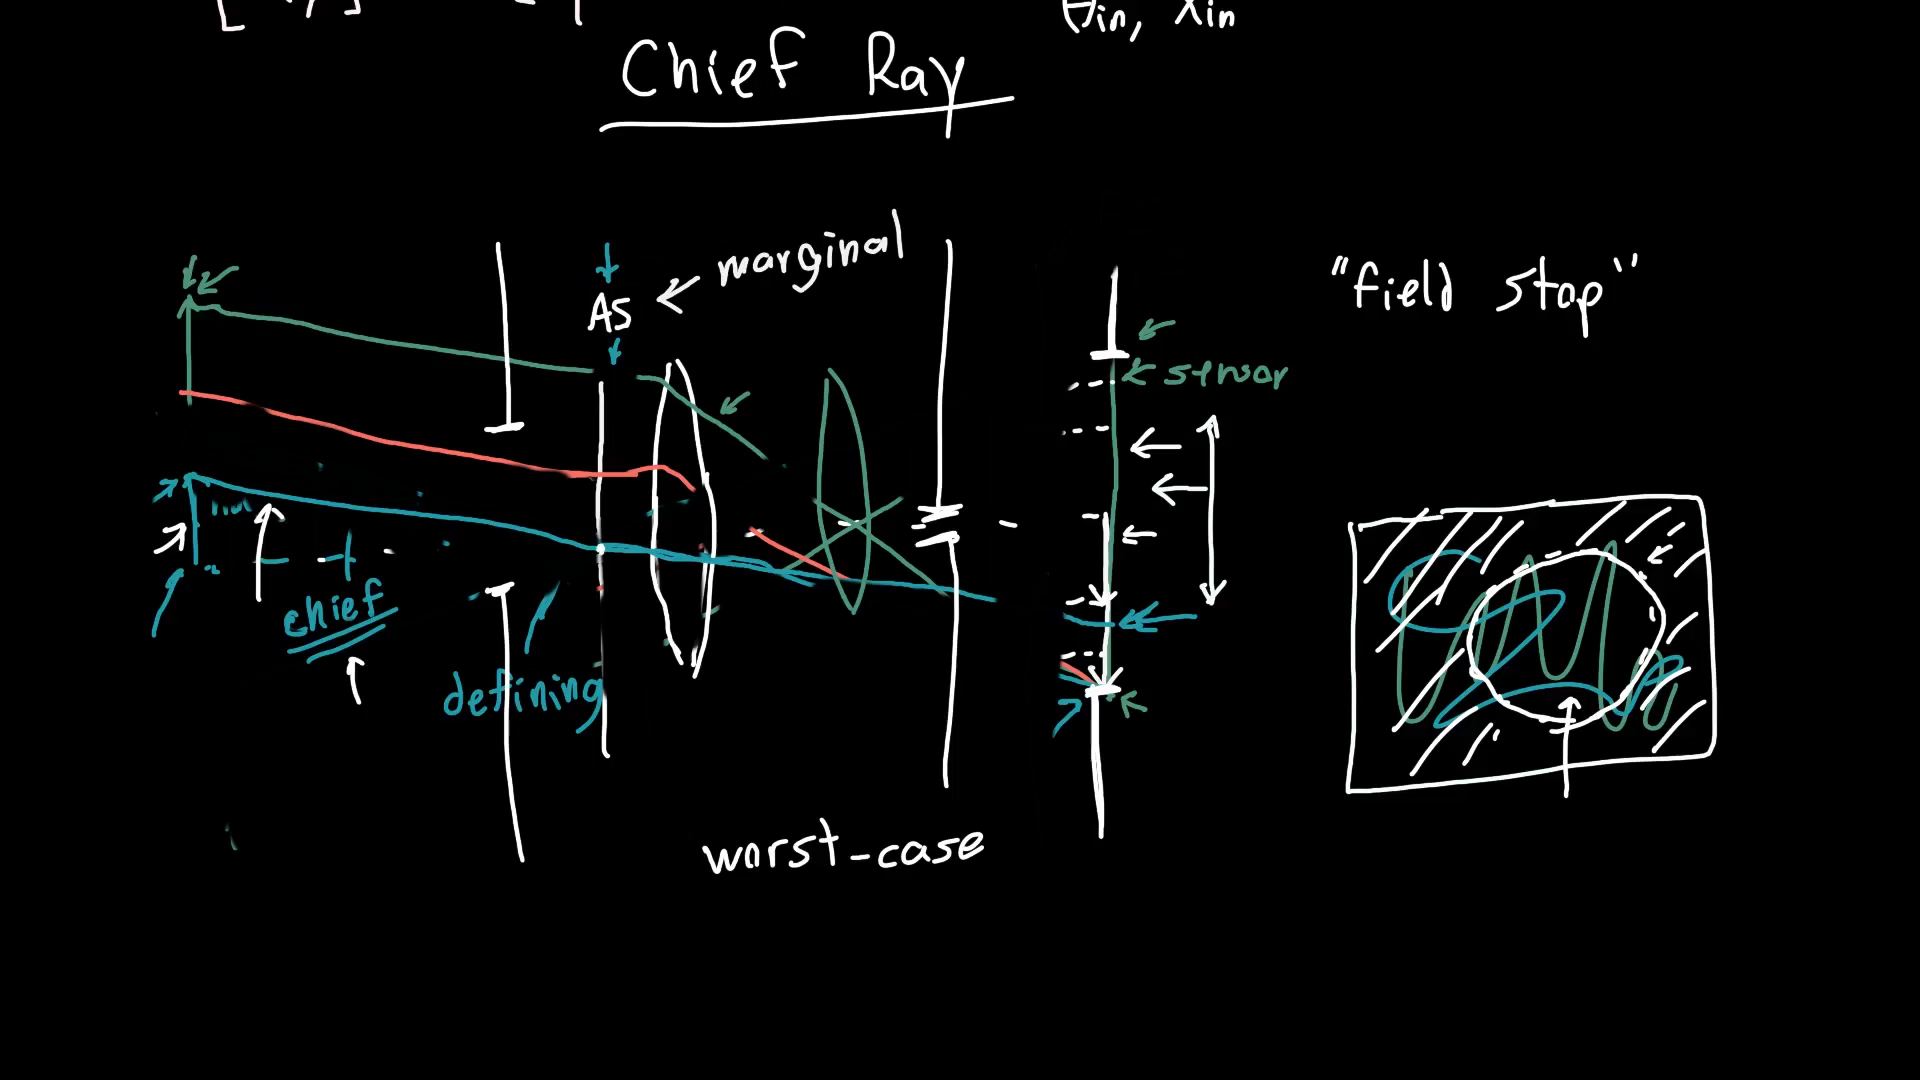 θin, xin
Chief Ray
marginal
AS
"field stop"
sensor
chief
defining
worst-case